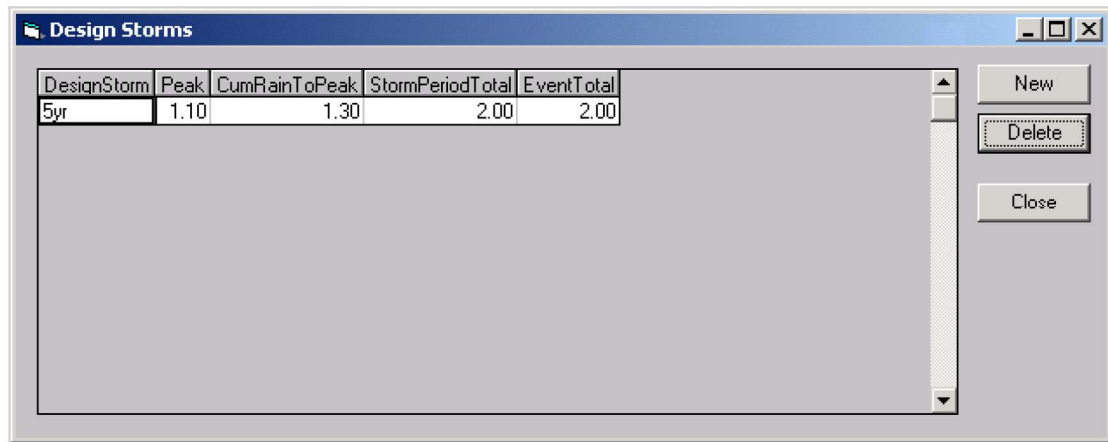 Design Storms
DesignStorm Peak CumRainToPeak StormPeriodTotal EventTotal
5yr 1.10 1.30 2.00 2.00
New
Delete
Close